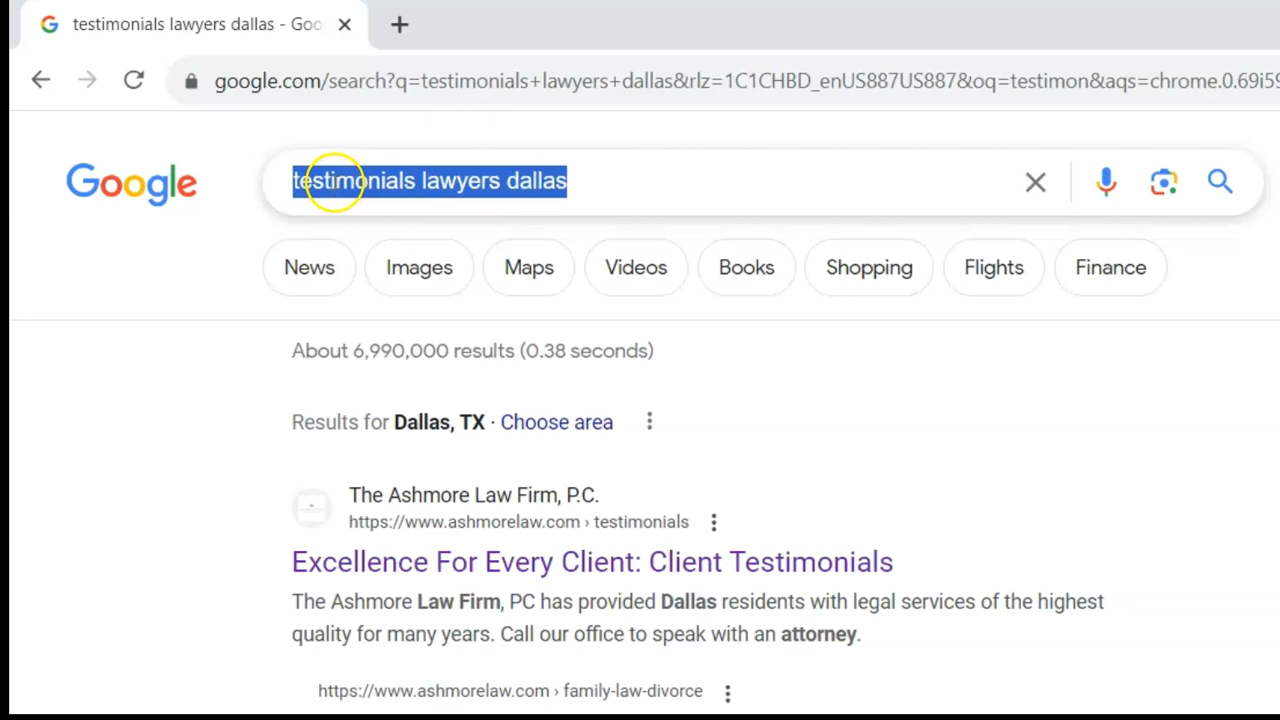 testimonials lawyers dallas - Goo
google.com/search?q=testimonials+lawyers+dallas&rlz=1C1CHBD_enUS887US887&oq=testimon&aqs=chrome.0.69i59
Google
testimonials lawyers dallas
News Images Maps Videos Books Shopping Flights Finance
About 6,990,000 results (0.38 seconds)
Results for Dallas, TX · Choose area
The Ashmore Law Firm, P.C.
https://www.ashmorelaw.com › testimonials
Excellence For Every Client: Client Testimonials
The Ashmore Law Firm, PC has provided Dallas residents with legal services of the highest
quality for many years. Call our office to speak with an attorney.
https://www.ashmorelaw.com › family-law-divorce